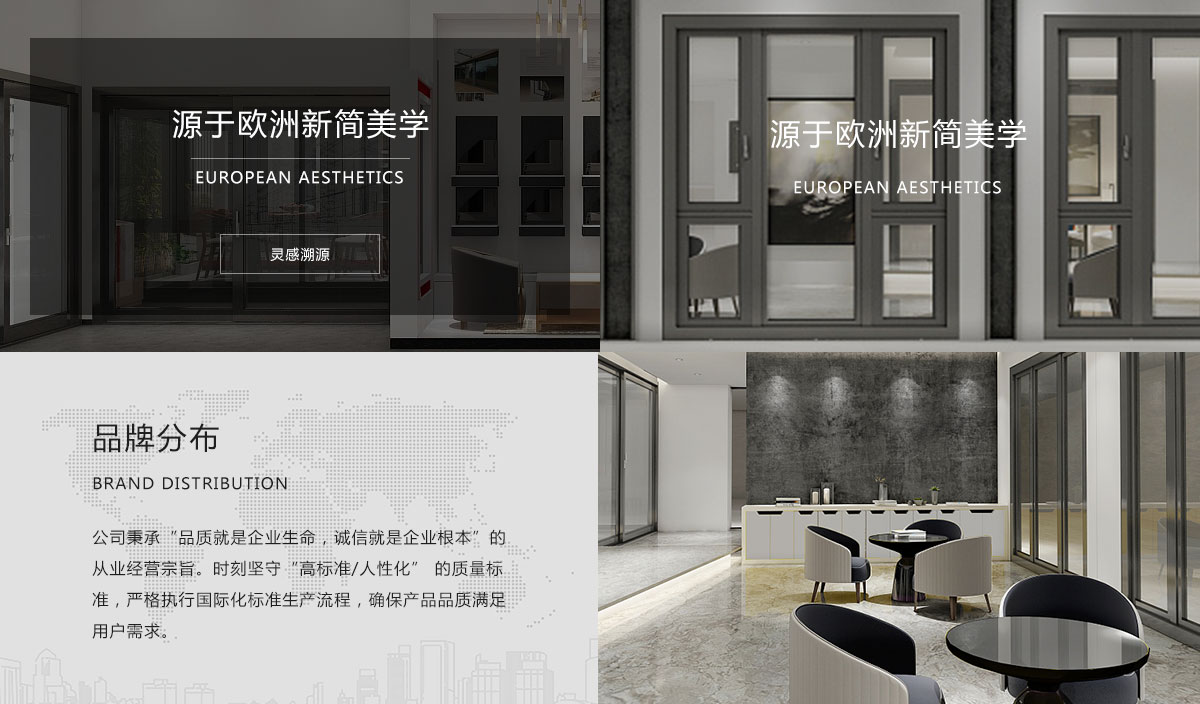 源于欧洲新简美学
EUROPEAN AESTHETICS
灵感溯源
源于欧洲新简美学
EUROPEAN AESTHETICS
品牌分布
BRAND DISTRIBUTION
公司秉承“品质就是企业生命，诚信就是企业根本”的
从业经营宗旨。时刻坚守“高标准/人性化” 的质量标
准，严格执行国际化标准生产流程，确保产品品质满足
用户需求。